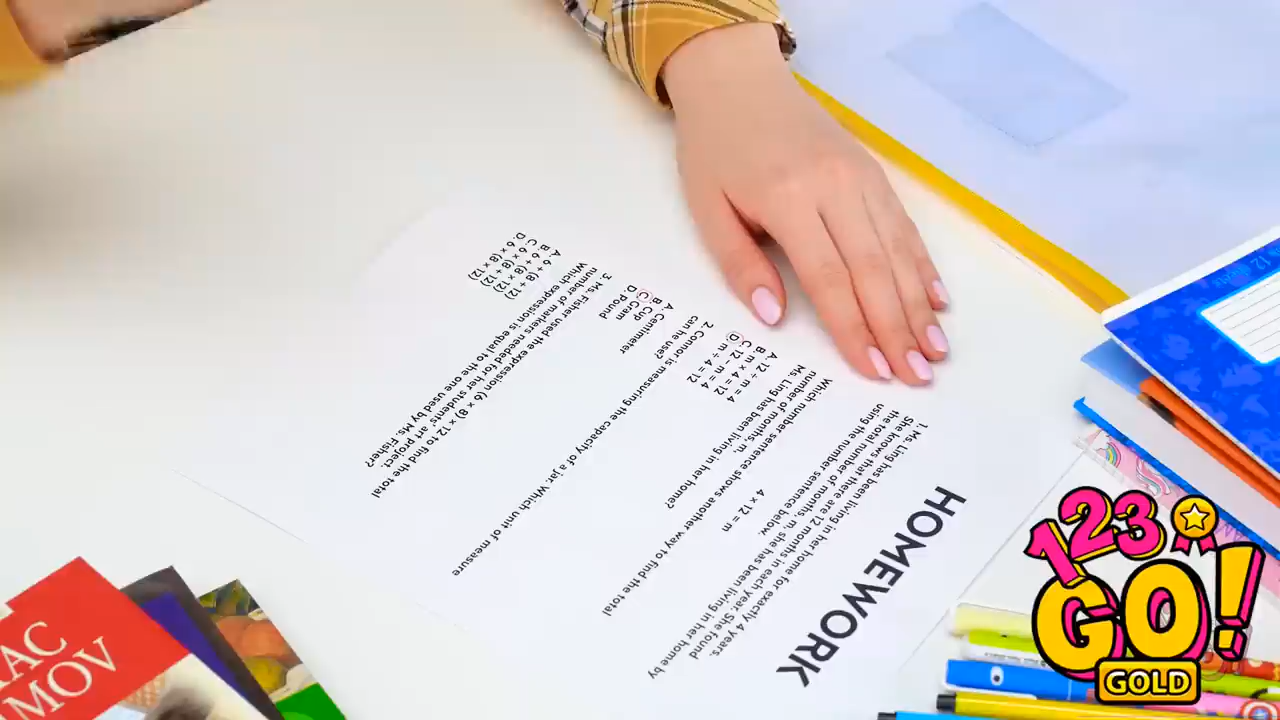 HOMEWORK
1. Ms. Ling has been living in her home for exactly 4 years.
She knows that there are 12 months in each year. She found
the total number of months, m, she has been living in her home by
using the number sentence below.
4 x 12 = m
Which number sentence shows another way to find the total
number of months, m,
Ms. Ling has been living in her home?
A. 12 ÷ m = 4
B. m x 4 = 12
C. 12 – m = 4
D. m ÷ 4 = 12
2. Connor is measuring the capacity of a jar. Which unit of measure
can he use?
A. Centimeter
B. Cup
C Gram
D Pound
3. Ms. Fisher used the expression (6 x 8) x 12 to find the total
number of markers needed for her students' art project.
Which expression is equal to the one used by Ms. Fisher?
A. 6 + (8 + 12)
B. 6 + (8 x 12)
C. 6 x (8 + 12)
D. 6 x (8 x 12)
AC
MOV
12
123
GO!
GOLD